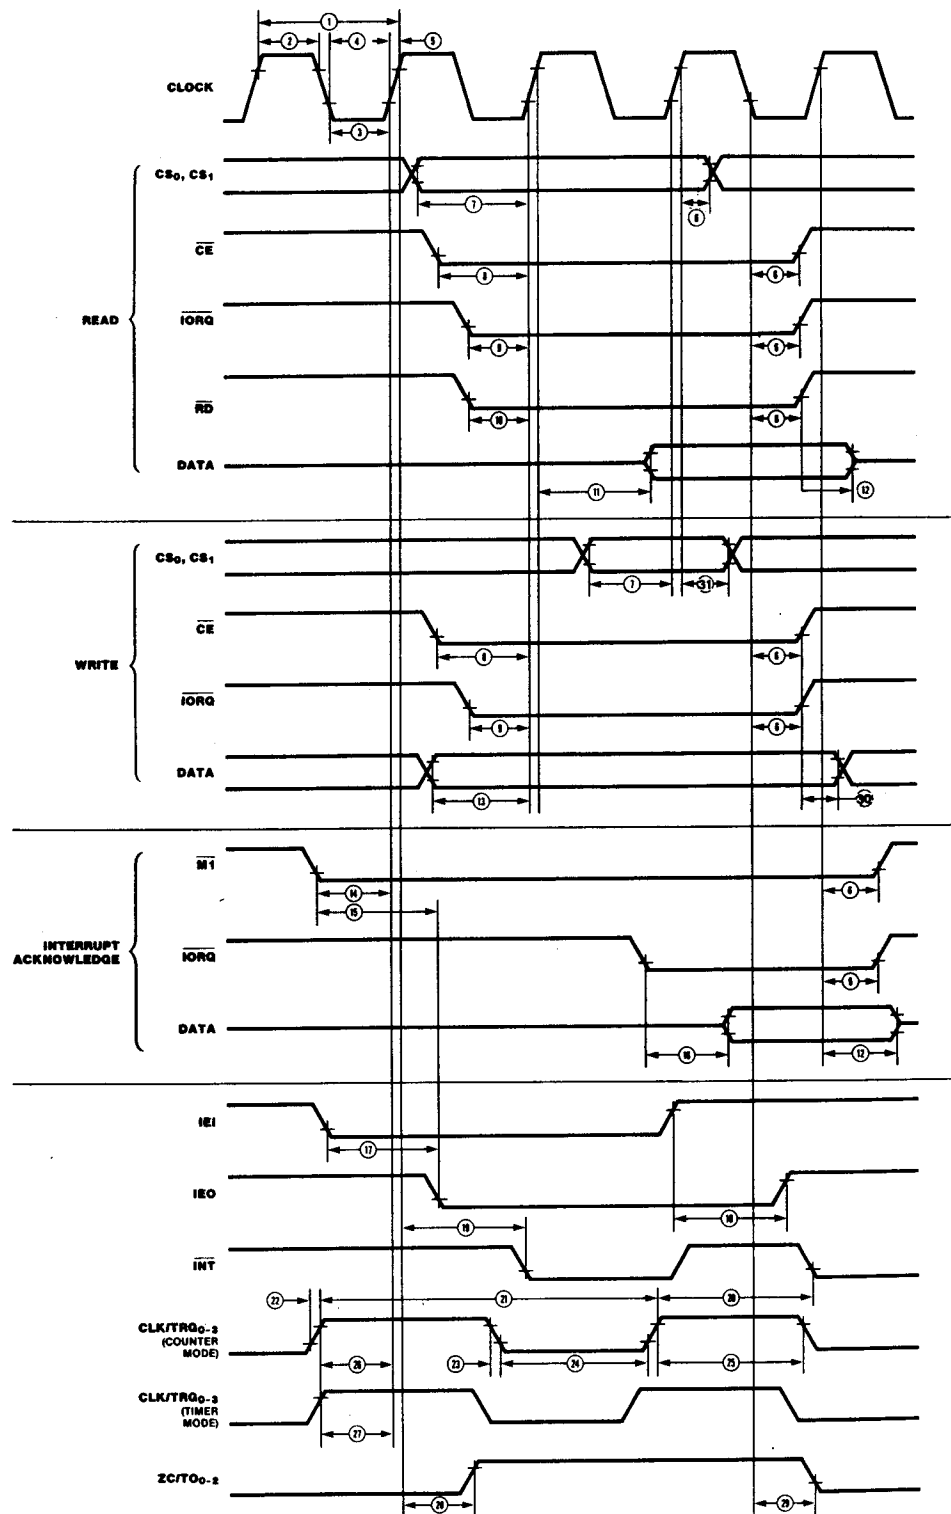 1
2 4 5
CLOCK
3
CS0, CS1
7 6
CE
8 6
IORQ
READ
9 6
RD
10 6
DATA
11 12
CS0, CS1
7 31
CE
8 6
WRITE
IORQ
9 6
DATA
13 30
M1
14 6
15
INTERRUPT
ACKNOWLEDGE
IORQ
6
DATA
16 12
IEI
17
IEO
19 18
INT
22 21 20
CLK/TRG0-3
(COUNTER
MODE)
26 23 24 25
CLK/TRG0-3
(TIMER
MODE)
27
ZC/TO0-2
28 29